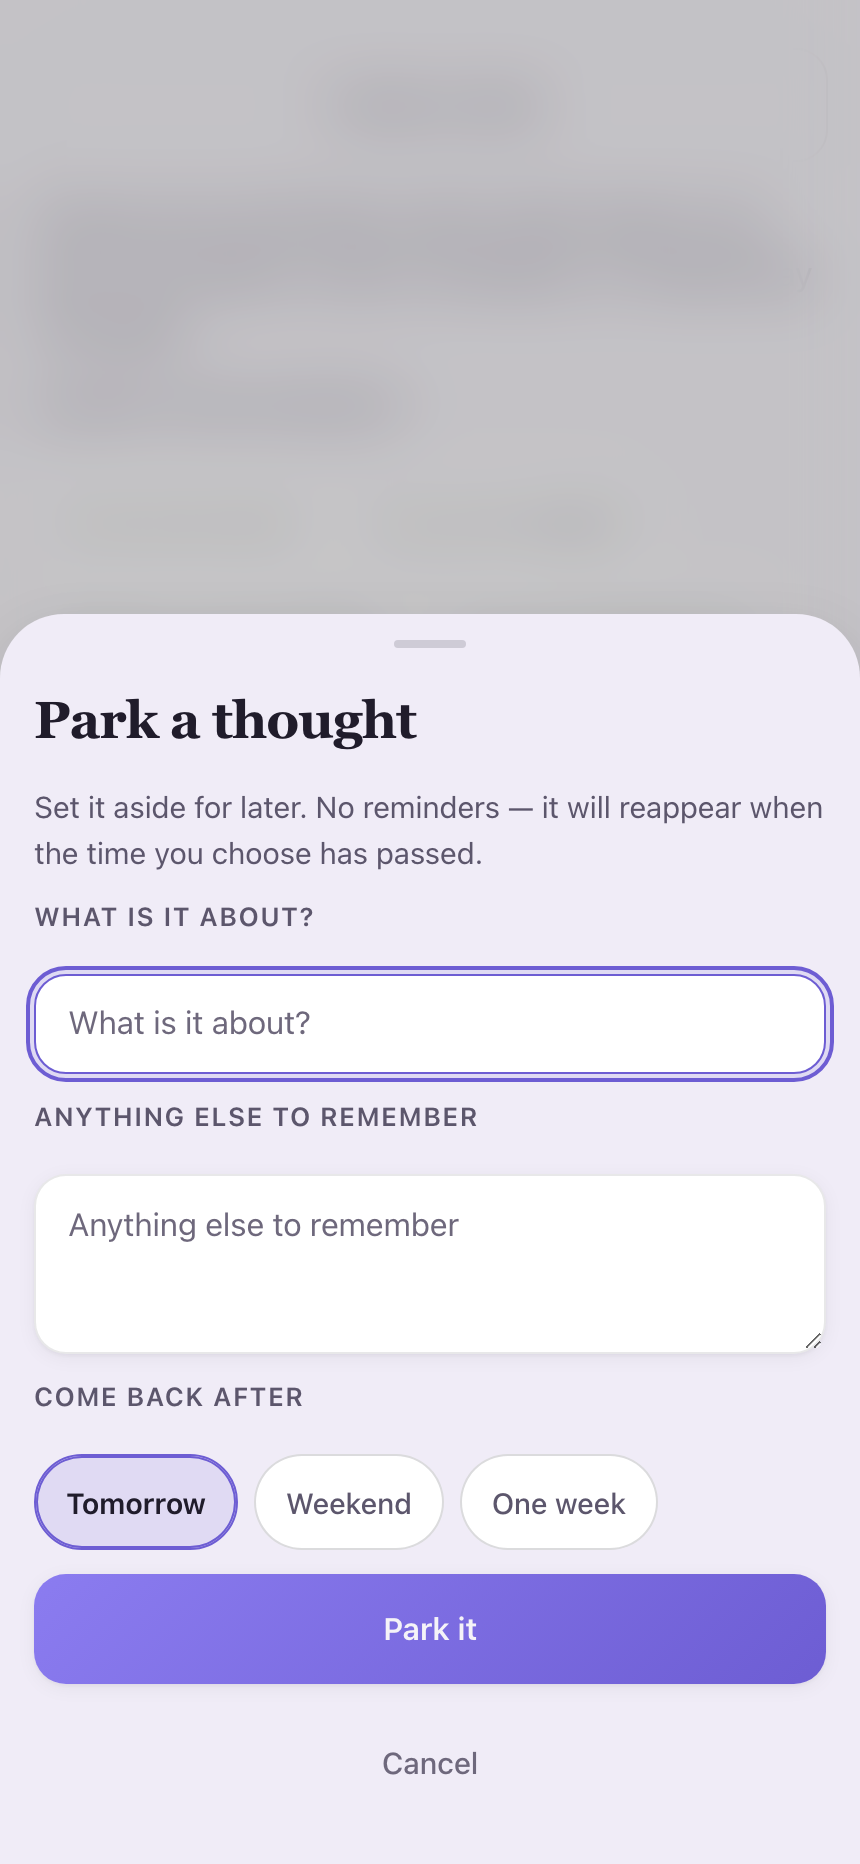 Park a thought
Set it aside for later. No reminders — it will reappear when
the time you choose has passed.
WHAT IS IT ABOUT?
What is it about?
ANYTHING ELSE TO REMEMBER
Anything else to remember
COME BACK AFTER
Tomorrow Weekend One week
Park it
Cancel